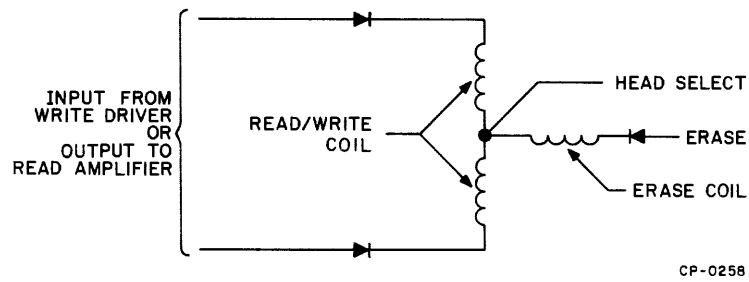 INPUT FROM
WRITE DRIVER
OR
OUTPUT TO
READ AMPLIFIER
READ/WRITE
COIL
HEAD SELECT
ERASE
ERASE COIL
CP-0258